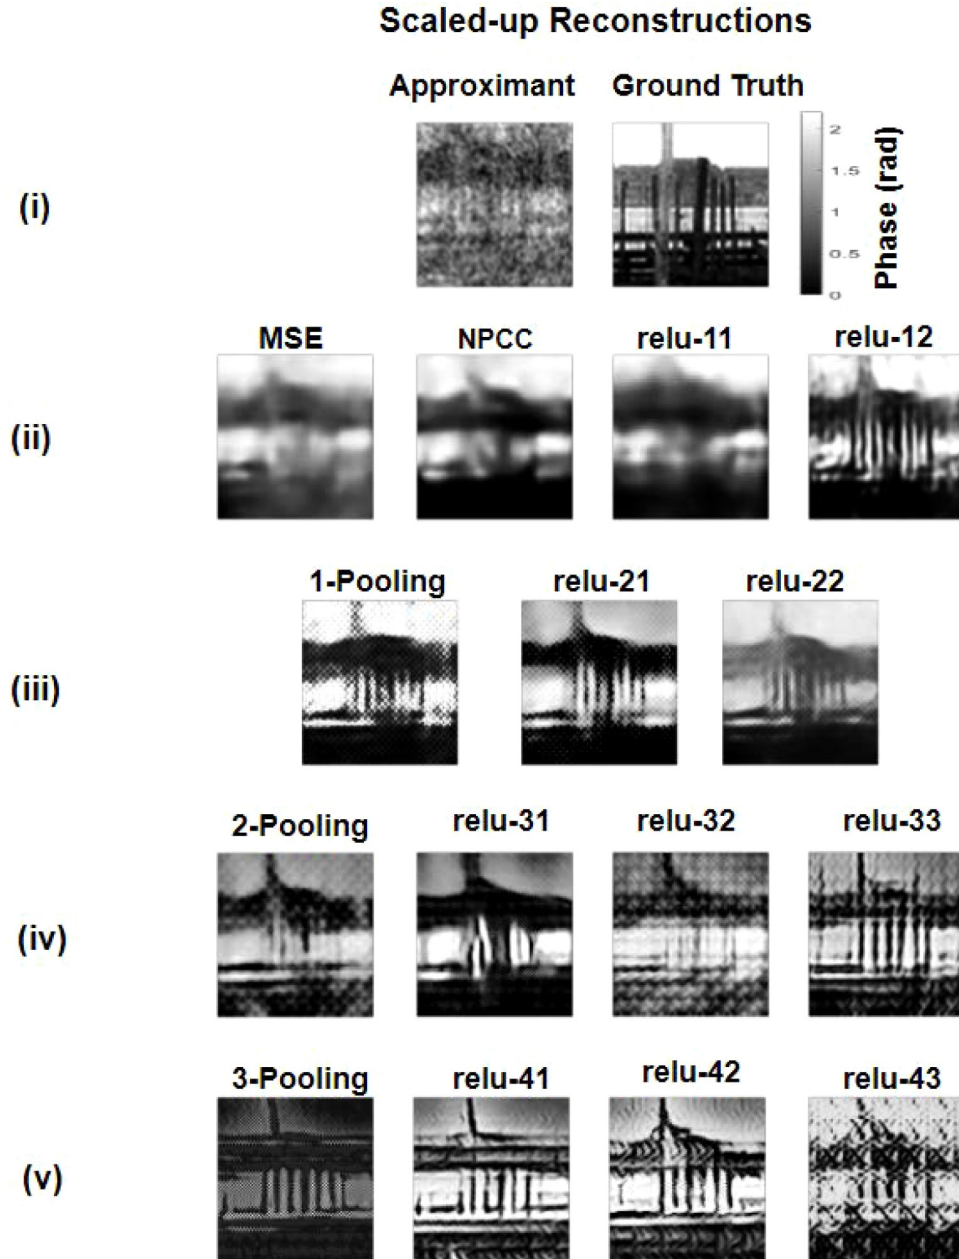 Scaled-up Reconstructions
Approximant Ground Truth
(i)
2
1.5
1
0.5
0
Phase (rad)
MSE NPCC relu-11 relu-12
(ii)
1-Pooling relu-21 relu-22
(iii)
2-Pooling relu-31 relu-32 relu-33
(iv)
3-Pooling relu-41 relu-42 relu-43
(v)